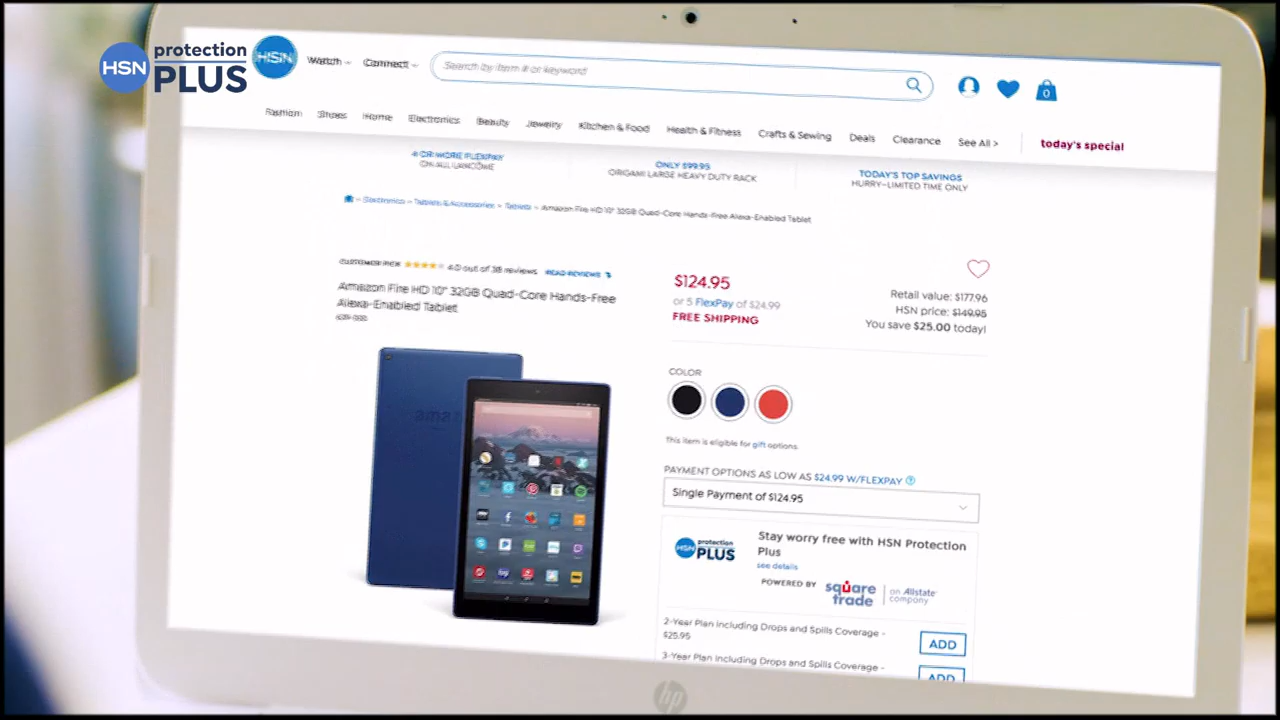 HSN protection PLUS
HSN
Watch
Connect
Search by item # or keyword
0
Fashion Shoes Home Electronics Beauty Jewelry Kitchen & Food Health & Fitness Crafts & Sewing Deals Clearance See All > today's special
4 OR MORE FLEXPAY
ON ALL LANCÔME
ONLY $99.95
ORIGAMI LARGE HEAVY DUTY RACK
TODAY'S TOP SAVINGS
HURRY-LIMITED TIME ONLY
Electronics > Tablets & Accessories > Tablets > Amazon Fire HD 10" 32GB Quad-Core Hands-Free Alexa-Enabled Tablet
CUSTOMER PICK 4.0 out of 38 reviews READ REVIEWS
Amazon Fire HD 10" 32GB Quad-Core Hands-Free
Alexa-Enabled Tablet
$124.95
or 5 FlexPay of $24.99
FREE SHIPPING
Retail value: $177.96
HSN price: $149.95
You save $25.00 today!
COLOR
This item is eligible for gift options.
PAYMENT OPTIONS AS LOW AS $24.99 W/FLEXPAY ?
Single Payment of $124.95
HSN protection PLUS
Stay worry free with HSN Protection
Plus
see details
POWERED BY square trade an Allstate company
2-Year Plan Including Drops and Spills Coverage -
$25.95
ADD
3-Year Plan Including Drops and Spills Coverage -
ADD
hp